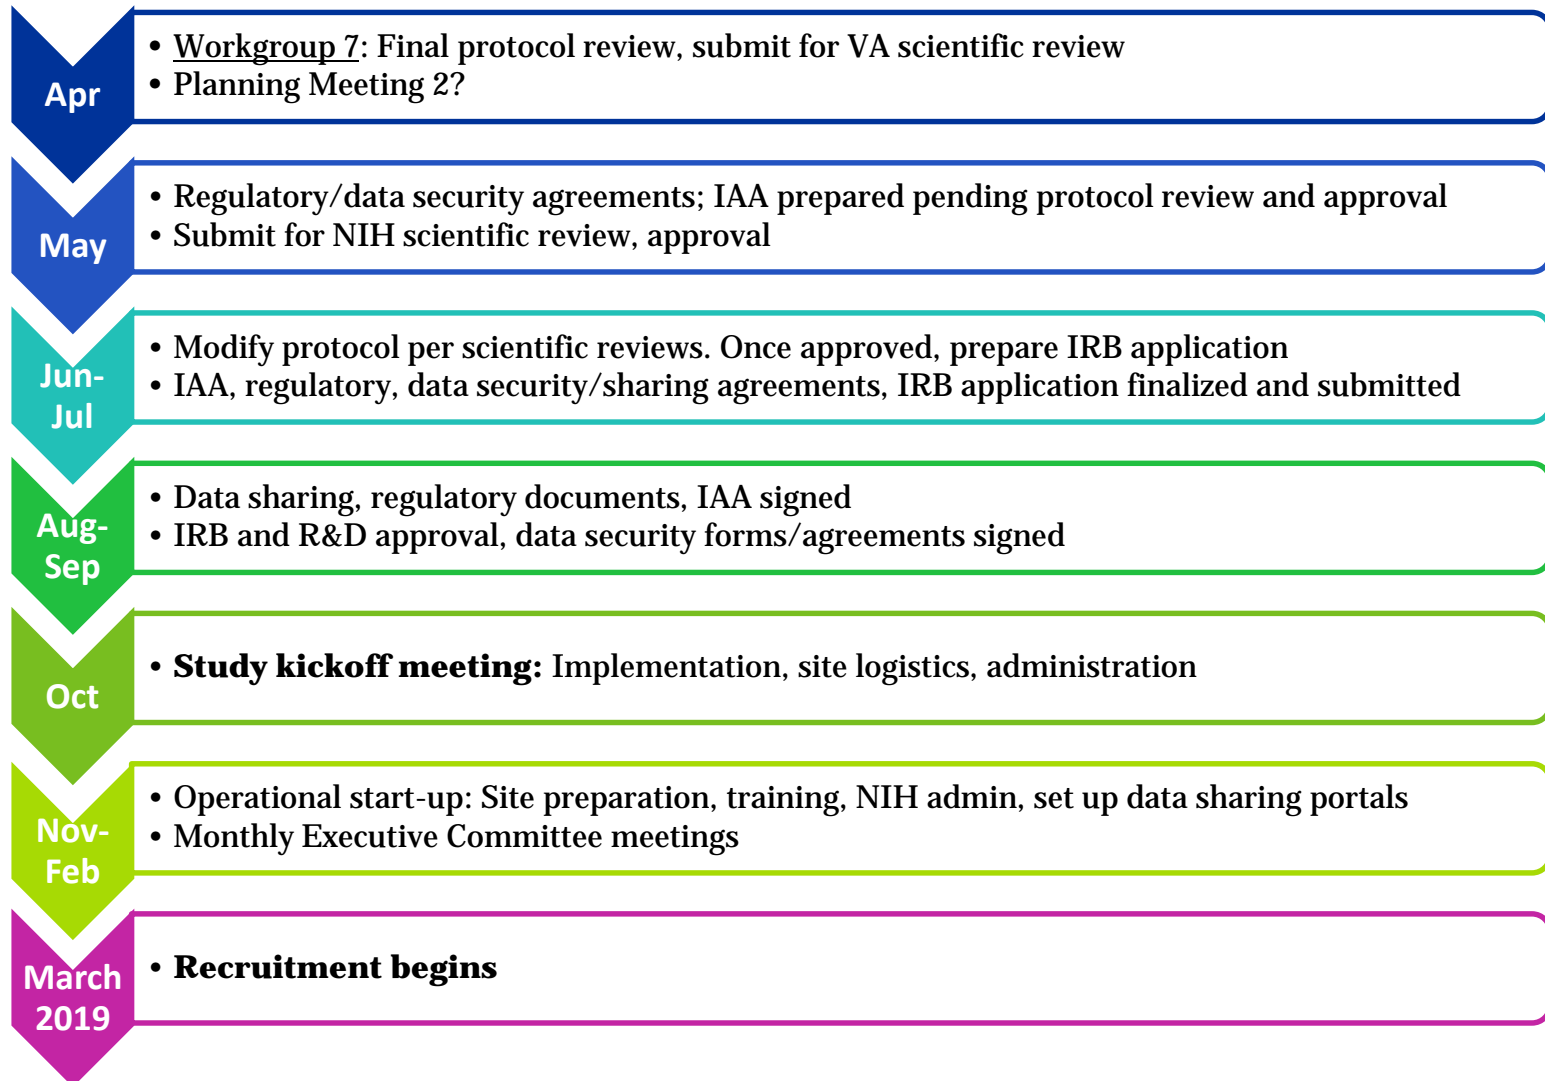 Apr
• Workgroup 7: Final protocol review, submit for VA scientific review
• Planning Meeting 2?
May
• Regulatory/data security agreements; IAA prepared pending protocol review and approval
• Submit for NIH scientific review, approval
Jun-
Jul
• Modify protocol per scientific reviews. Once approved, prepare IRB application
• IAA, regulatory, data security/sharing agreements, IRB application finalized and submitted
Aug-
Sep
• Data sharing, regulatory documents, IAA signed
• IRB and R&D approval, data security forms/agreements signed
Oct
• Study kickoff meeting: Implementation, site logistics, administration
Nov-
Feb
• Operational start-up: Site preparation, training, NIH admin, set up data sharing portals
• Monthly Executive Committee meetings
March
2019
• Recruitment begins